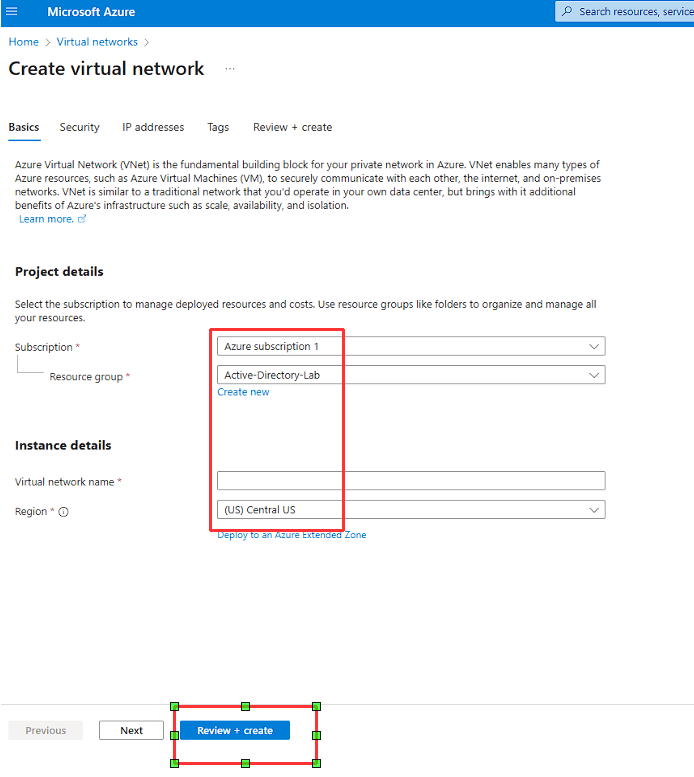 Microsoft Azure
Search resources, service
Home > Virtual networks >
Create virtual network ...
Basics Security IP addresses Tags Review + create
Azure Virtual Network (VNet) is the fundamental building block for your private network in Azure. VNet enables many types of
Azure resources, such as Azure Virtual Machines (VM), to securely communicate with each other, the internet, and on-premises
networks. VNet is similar to a traditional network that you'd operate in your own data center, but brings with it additional
benefits of Azure's infrastructure such as scale, availability, and isolation.
Learn more.
Project details
Select the subscription to manage deployed resources and costs. Use resource groups like folders to organize and manage all
your resources.
Subscription * Azure subscription 1
Resource group * Active-Directory-Lab
Create new
Instance details
Virtual network name *
Region * (US) Central US
Deploy to an Azure Extended Zone
Previous Next Review + create